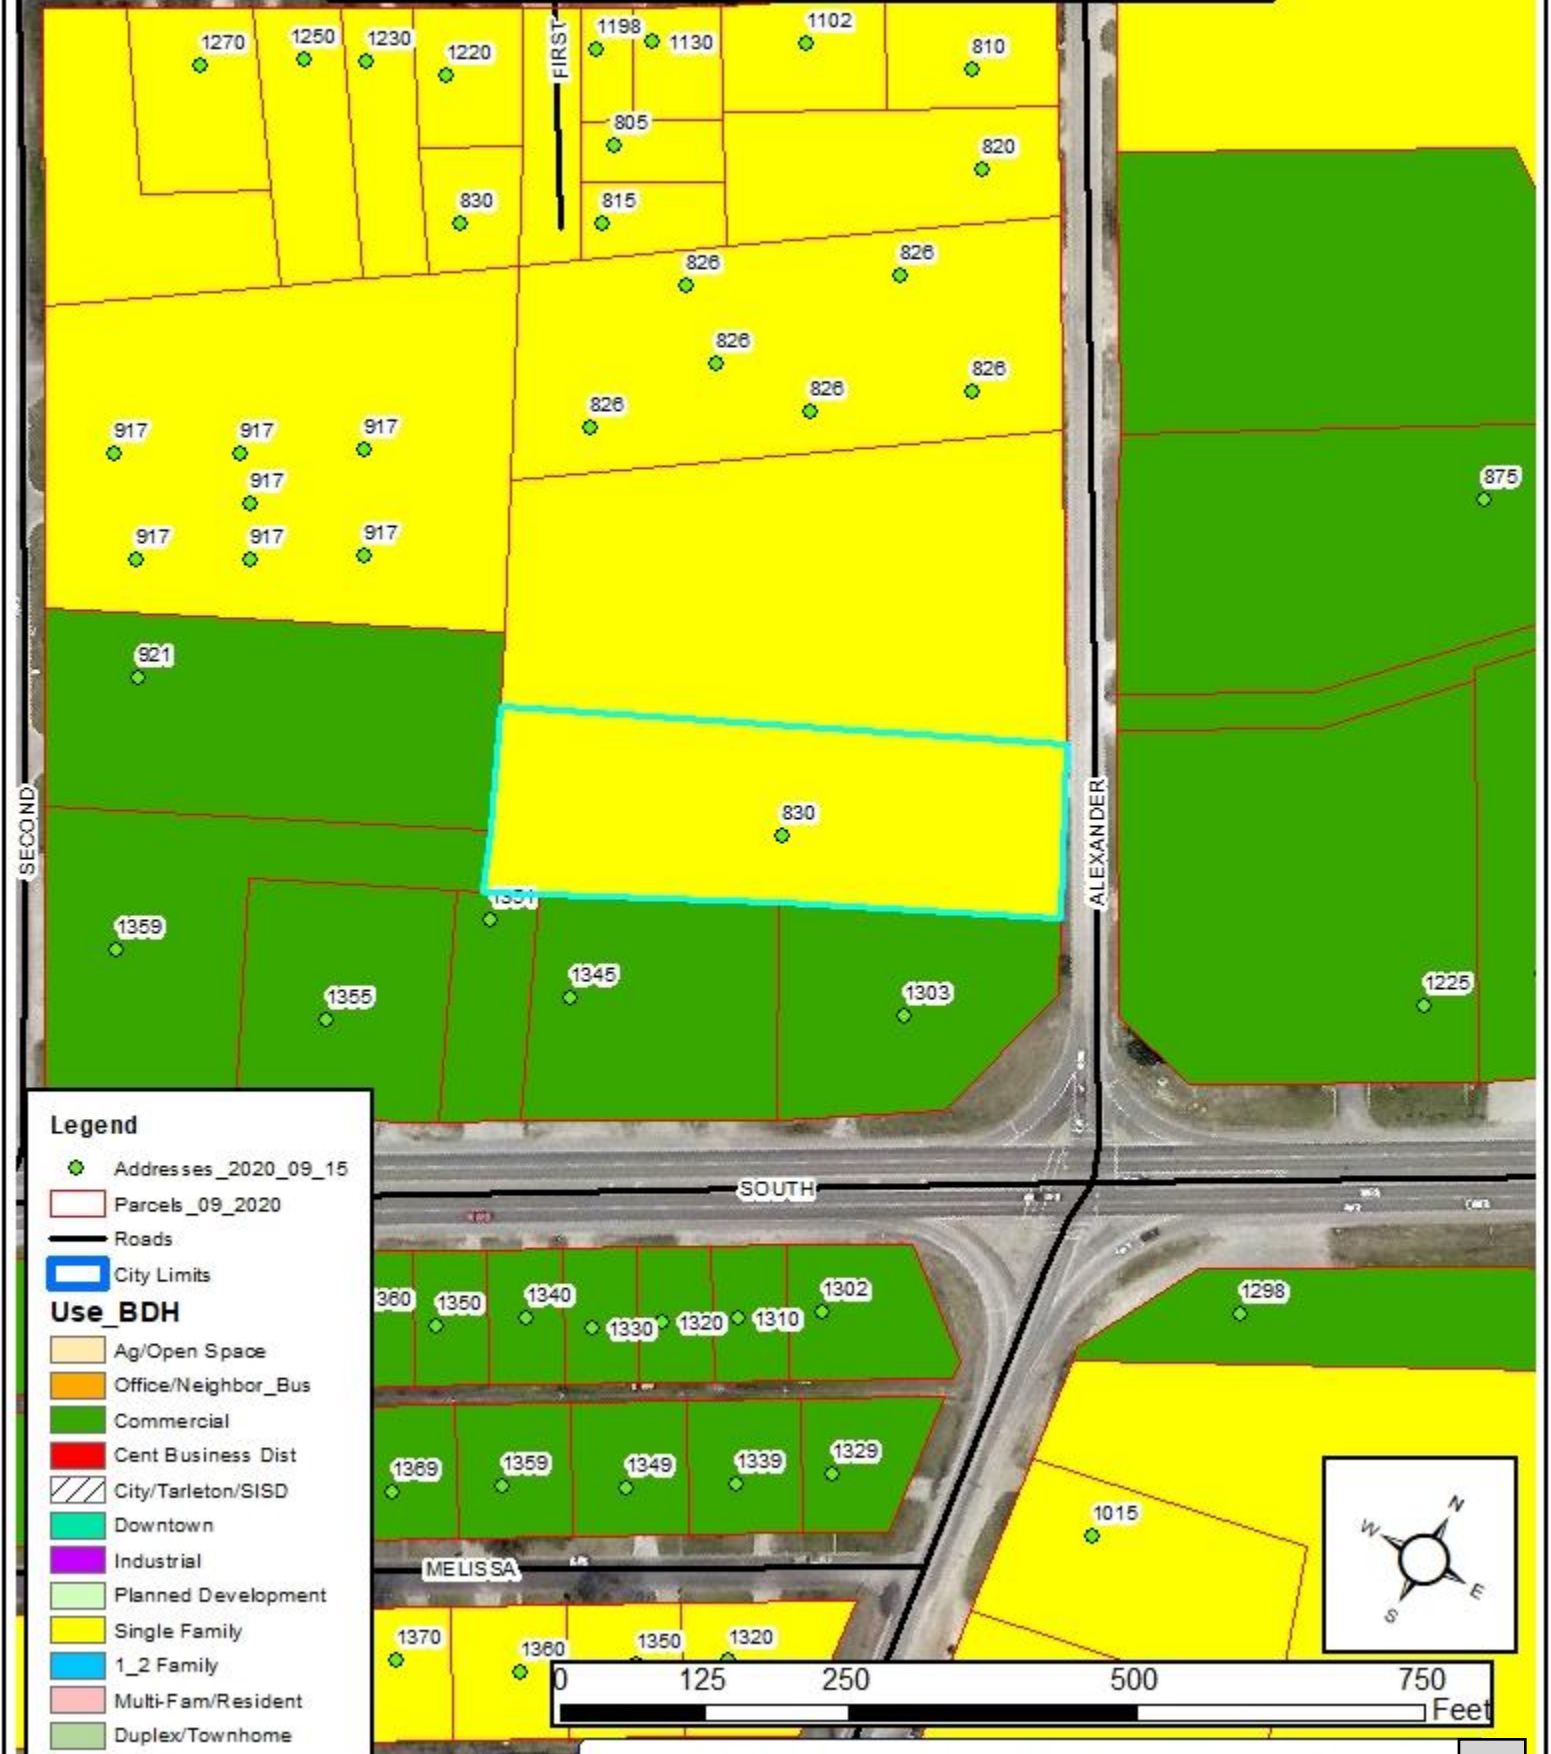 1270
1250
1230
1220
FIRST
1198
1130
1102
810
805
820
830
815
826
826
826
826
826
826
917
917
917
917
917
917
917
875
921
830
SECOND
ALEXANDER
1359
1355
1345
1303
1225
SOUTH
1350
1340
1330
1320
1310
1302
1298
1369
1359
1349
1339
1329
1015
MELISSA
1370
1360
1350
1320
Legend
Addresses_2020_09_15
Parcels_09_2020
Roads
City Limits
Use_BDH
Ag/Open Space
Office/Neighbor_Bus
Commercial
Cent Business Dist
City/Tarleton/SISD
Downtown
Industrial
Planned Development
Single Family
1_2 Family
Multi-Fam/Resident
Duplex/Townhome
N
W
E
S
0 125 250 500 750
Feet